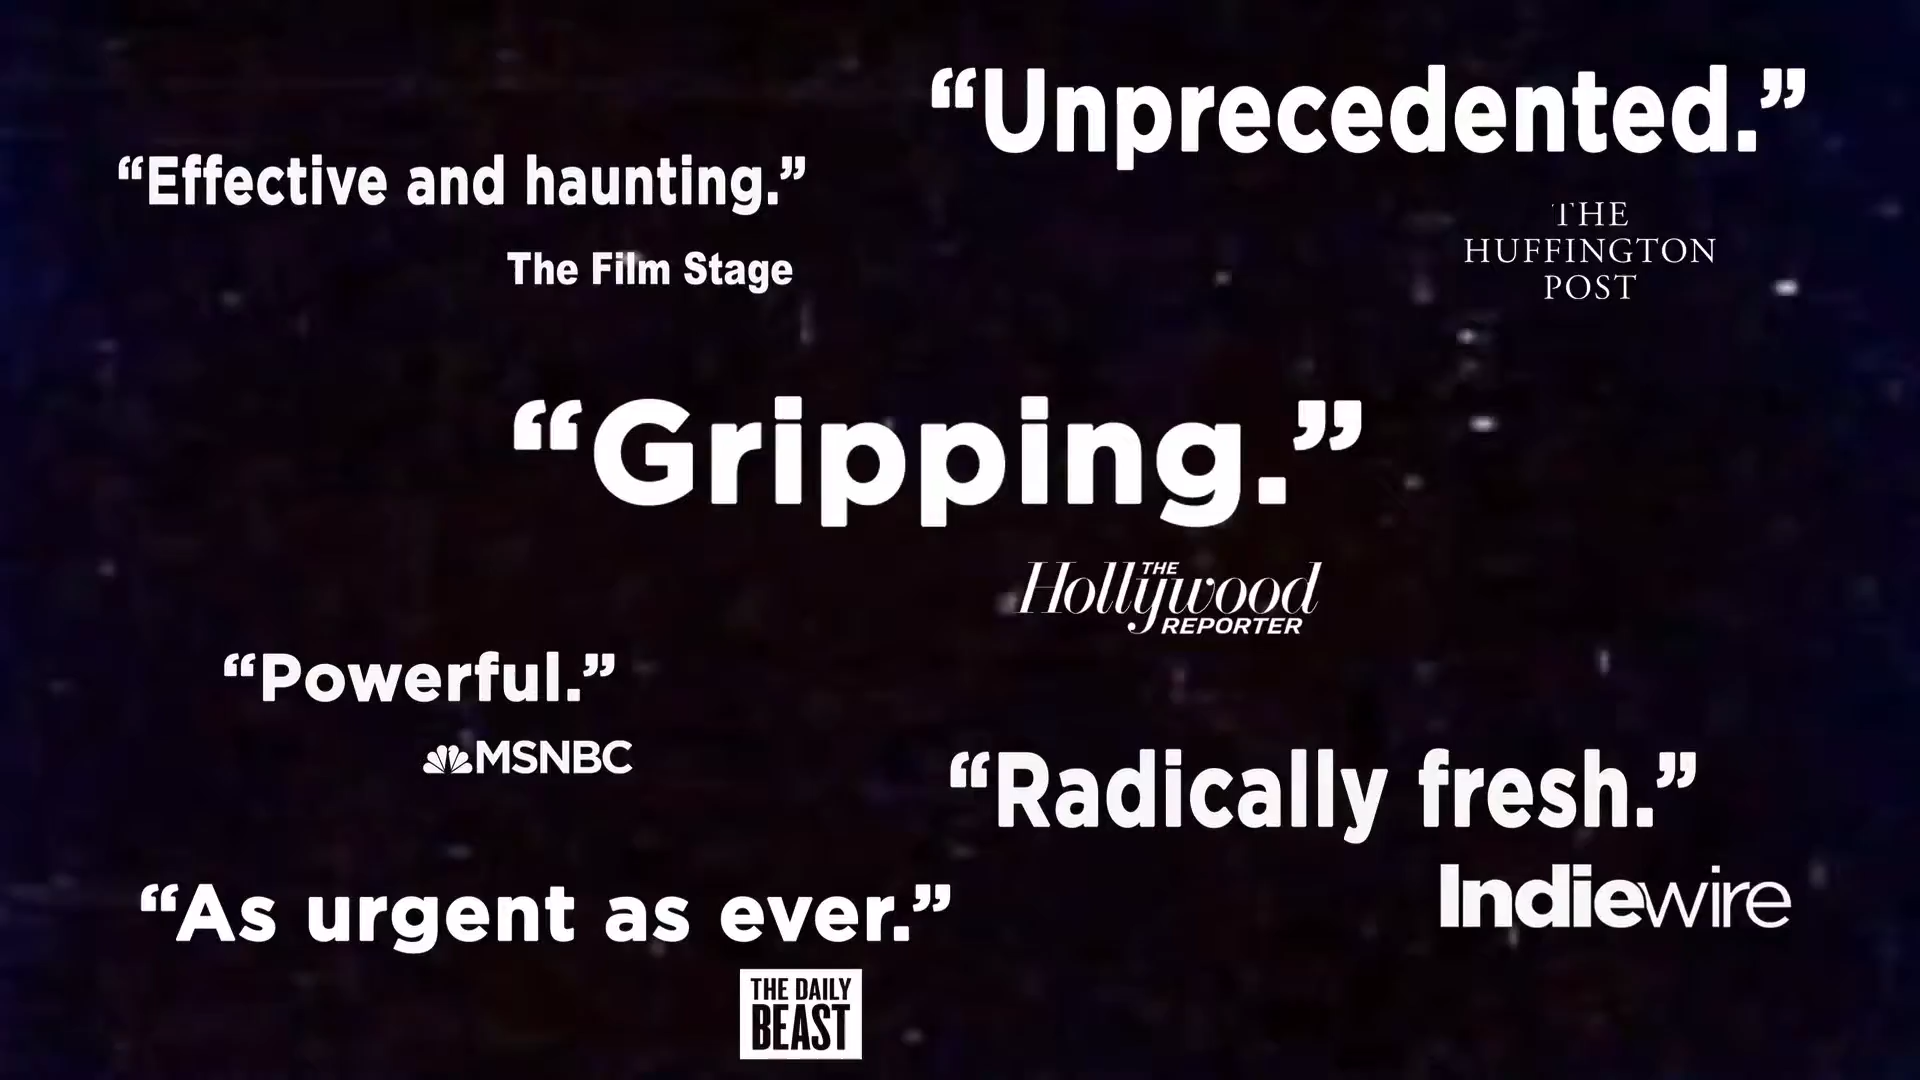 “Unprecedented.”
THE
HUFFINGTON
POST
“Effective and haunting.”
The Film Stage
“Gripping.”
THE
Hollywood
REPORTER
“Powerful.”
MSNBC
“Radically fresh.”
Indiewire
“As urgent as ever.”
THE DAILY
BEAST